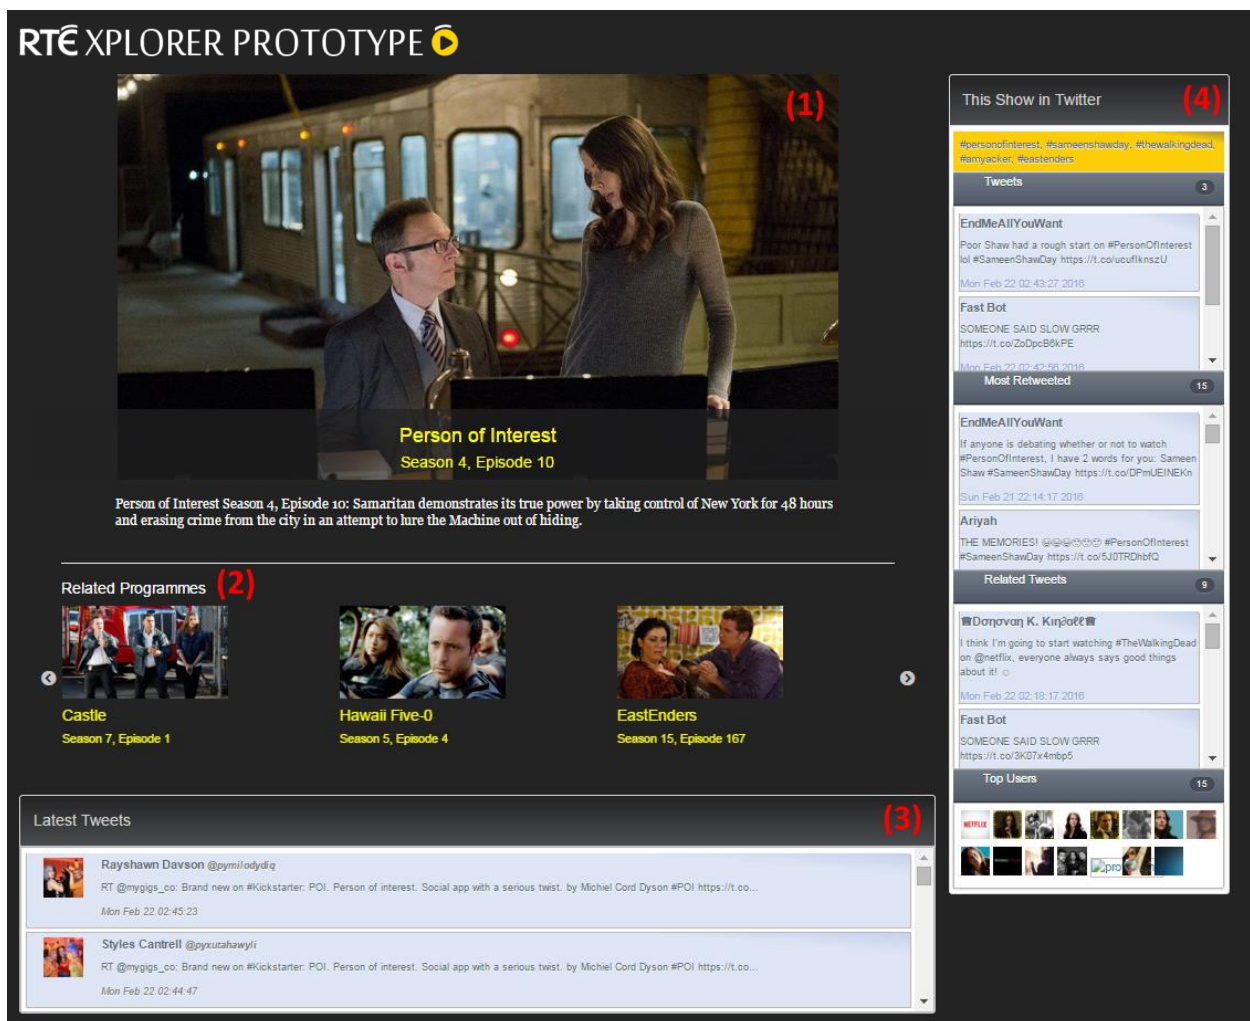 RTÉ XPLORER PROTOTYPE
(1)
Person of Interest
Season 4, Episode 10
Person of Interest Season 4, Episode 10: Samaritan demonstrates its true power by taking control of New York for 48 hours
and erasing crime from the city in an attempt to lure the Machine out of hiding.
Related Programmes (2)
Castle
Season 7, Episode 1
Hawaii Five-0
Season 5, Episode 4
EastEnders
Season 15, Episode 167
Latest Tweets (3)
Rayshawn Davson @pymilodydiq
RT @mygigs_co: Brand new on #Kickstarter: POI. Person of interest. Social app with a serious twist. by Michiel Cord Dyson #POI https://t.co...
Mon Feb 22 02:45:23
Styles Cantrell @pyxutahawyli
RT @mygigs_co: Brand new on #Kickstarter: POI. Person of interest. Social app with a serious twist. by Michiel Cord Dyson #POI https://t.co...
Mon Feb 22 02:44:47
This Show in Twitter (4)
#personofinterest, #sameenshawday, #thewalkingdead,
#amyacker, #eastenders
Tweets 3
EndMeAllYouWant
Poor Shaw had a rough start on #PersonOfInterest
lol #SameenShawDay https://t.co/ucuflknszU
Mon Feb 22 02:43:27 2016
Fast Bot
SOMEONE SAID SLOW GRRR
https://t.co/ZoDpcB6kPE
Mon Feb 22 02:42:56 2016
Most Retweeted 15
EndMeAllYouWant
If anyone is debating whether or not to watch
#PersonOfInterest, I have 2 words for you: Sameen
Shaw #SameenShawDay https://t.co/DPmUEINEKn
Sun Feb 21 22:14:17 2016
Ariyah
THE MEMORIES! #PersonOfInterest
#SameenShawDay https://t.co/5J0TRDhbfQ
Related Tweets 9
K.
I think I'm going to start watching #TheWalkingDead
on @netflix, everyone always says good things
about it! ☺
Mon Feb 22 02:18:17 2016
Fast Bot
SOMEONE SAID SLOW GRRR
https://t.co/3K07x4mbp5
Top Users 15
NETFLIX